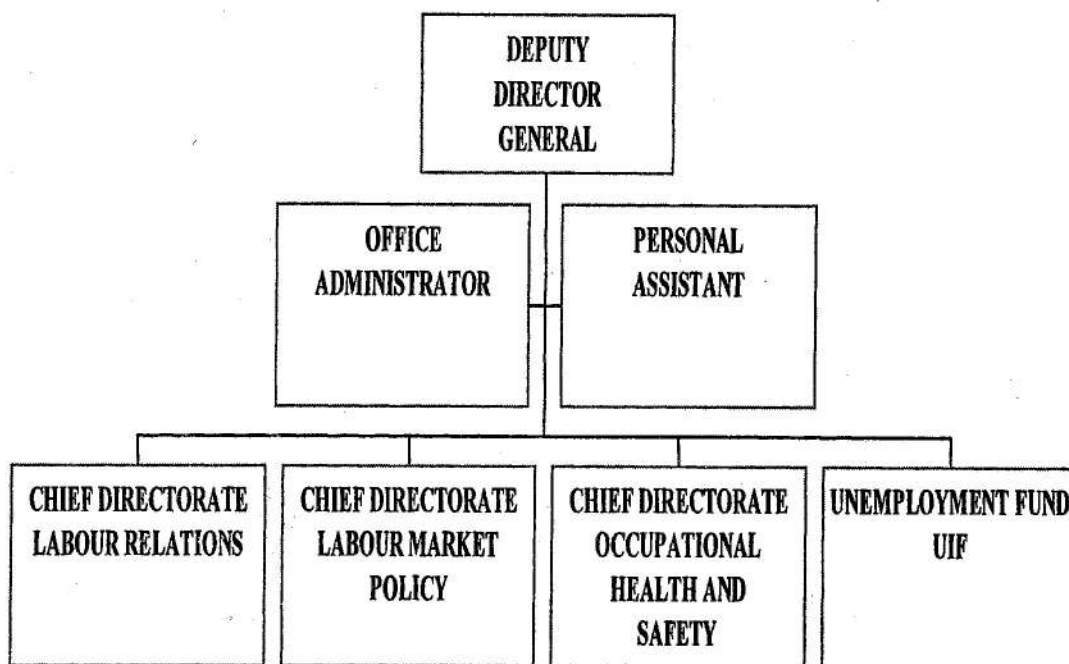 DEPUTY
DIRECTOR
GENERAL
OFFICE
ADMINISTRATOR
PERSONAL
ASSISTANT
CHIEF DIRECTORATE
LABOUR RELATIONS
CHIEF DIRECTORATE
LABOUR MARKET
POLICY
CHIEF DIRECTORATE
OCCUPATIONAL
HEALTH AND
SAFETY
UNEMPLOYMENT FUND
UIF